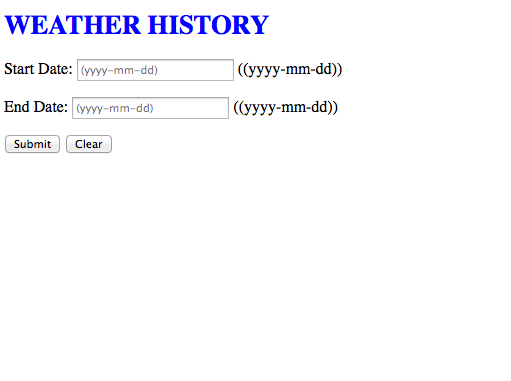 WEATHER HISTORY
Start Date: (yyyy-mm-dd) ((yyyy-mm-dd))
End Date: (yyyy-mm-dd) ((yyyy-mm-dd))
Submit Clear